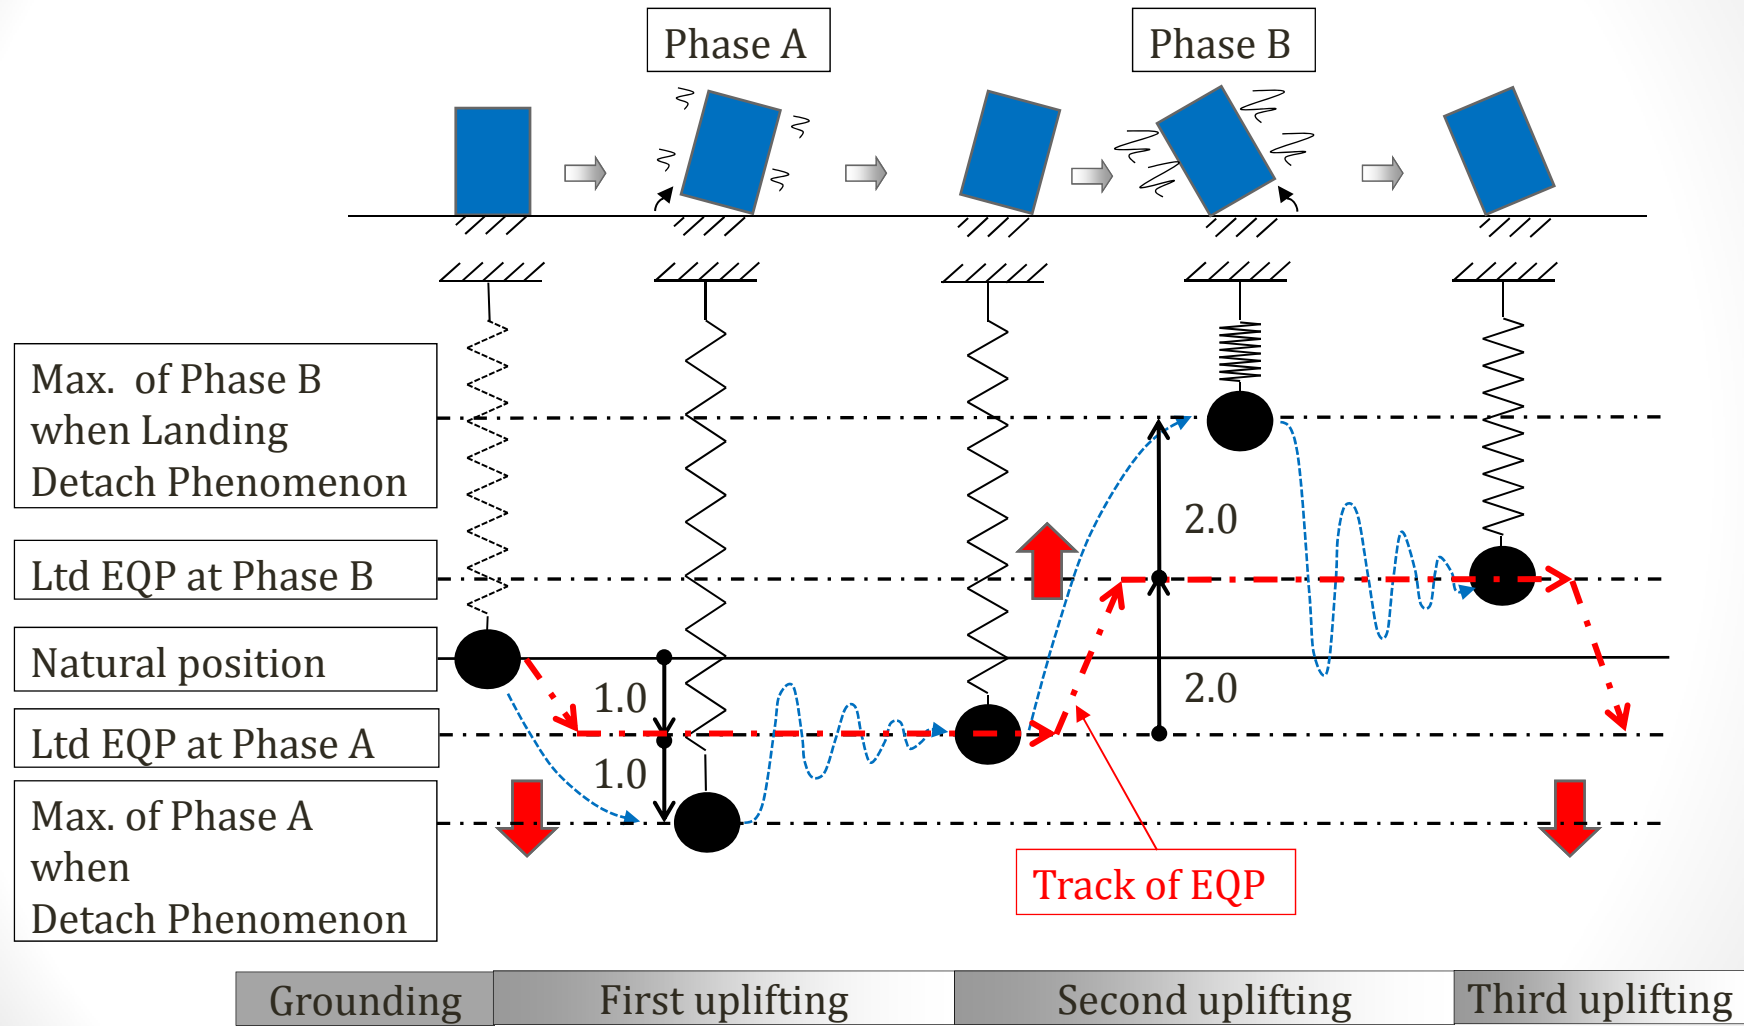 Phase A
Phase B
Max. of Phase B
when Landing
Detach Phenomenon
2.0
Ltd EQP at Phase B
Natural position
1.0
2.0
Ltd EQP at Phase A
1.0
Max. of Phase A
when
Detach Phenomenon
Track of EQP
Grounding
First uplifting
Second uplifting
Third uplifting